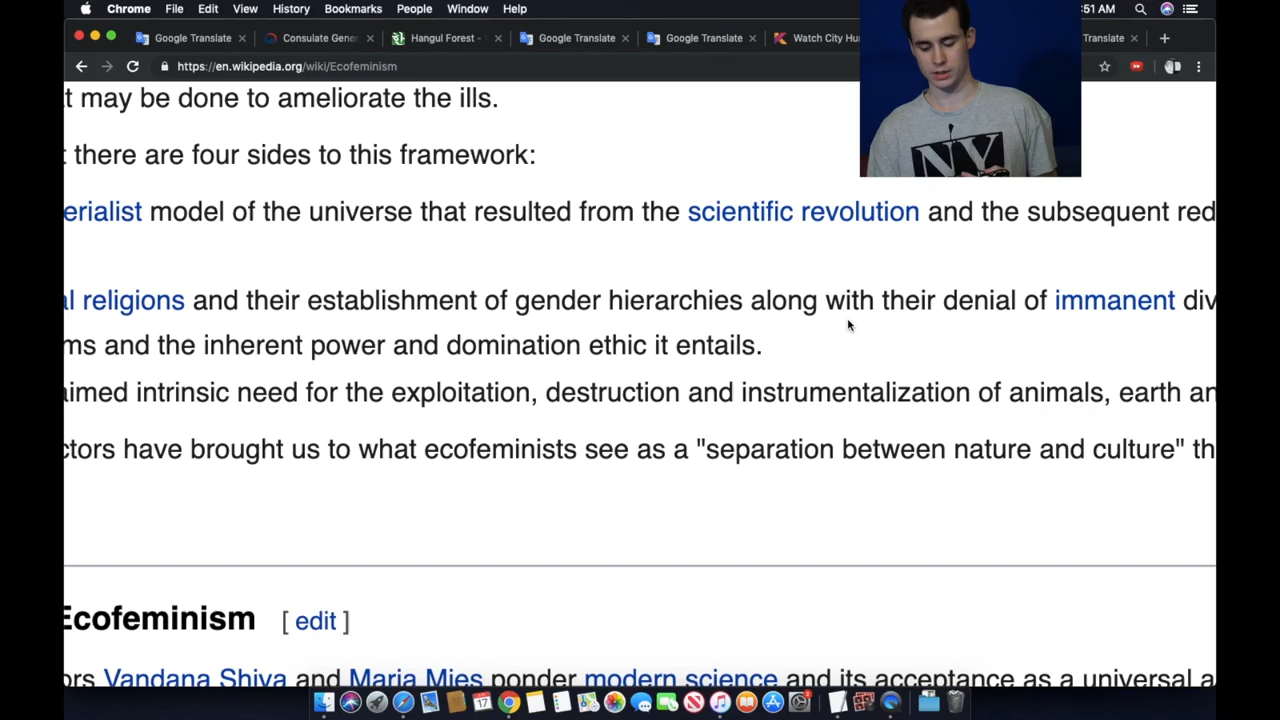 Chrome File Edit View History Bookmarks People Window Help :51 AM
Google Translate Consulate Gene Hangul Forest - Google Translate Google Translate Watch City Hu Translate
https://en.wikipedia.org/wiki/Ecofeminism
t may be done to ameliorate the ills.
NY
there are four sides to this framework:
erialist model of the universe that resulted from the scientific revolution and the subsequent red
al religions and their establishment of gender hierarchies along with their denial of immanent div
ms and the inherent power and domination ethic it entails.
aimed intrinsic need for the exploitation, destruction and instrumentalization of animals, earth an
ctors have brought us to what ecofeminists see as a "separation between nature and culture" th
Ecofeminism [ edit ]
ors Vandana Shiva and Maria Mies ponder modern science and its acceptance as a universal a
17